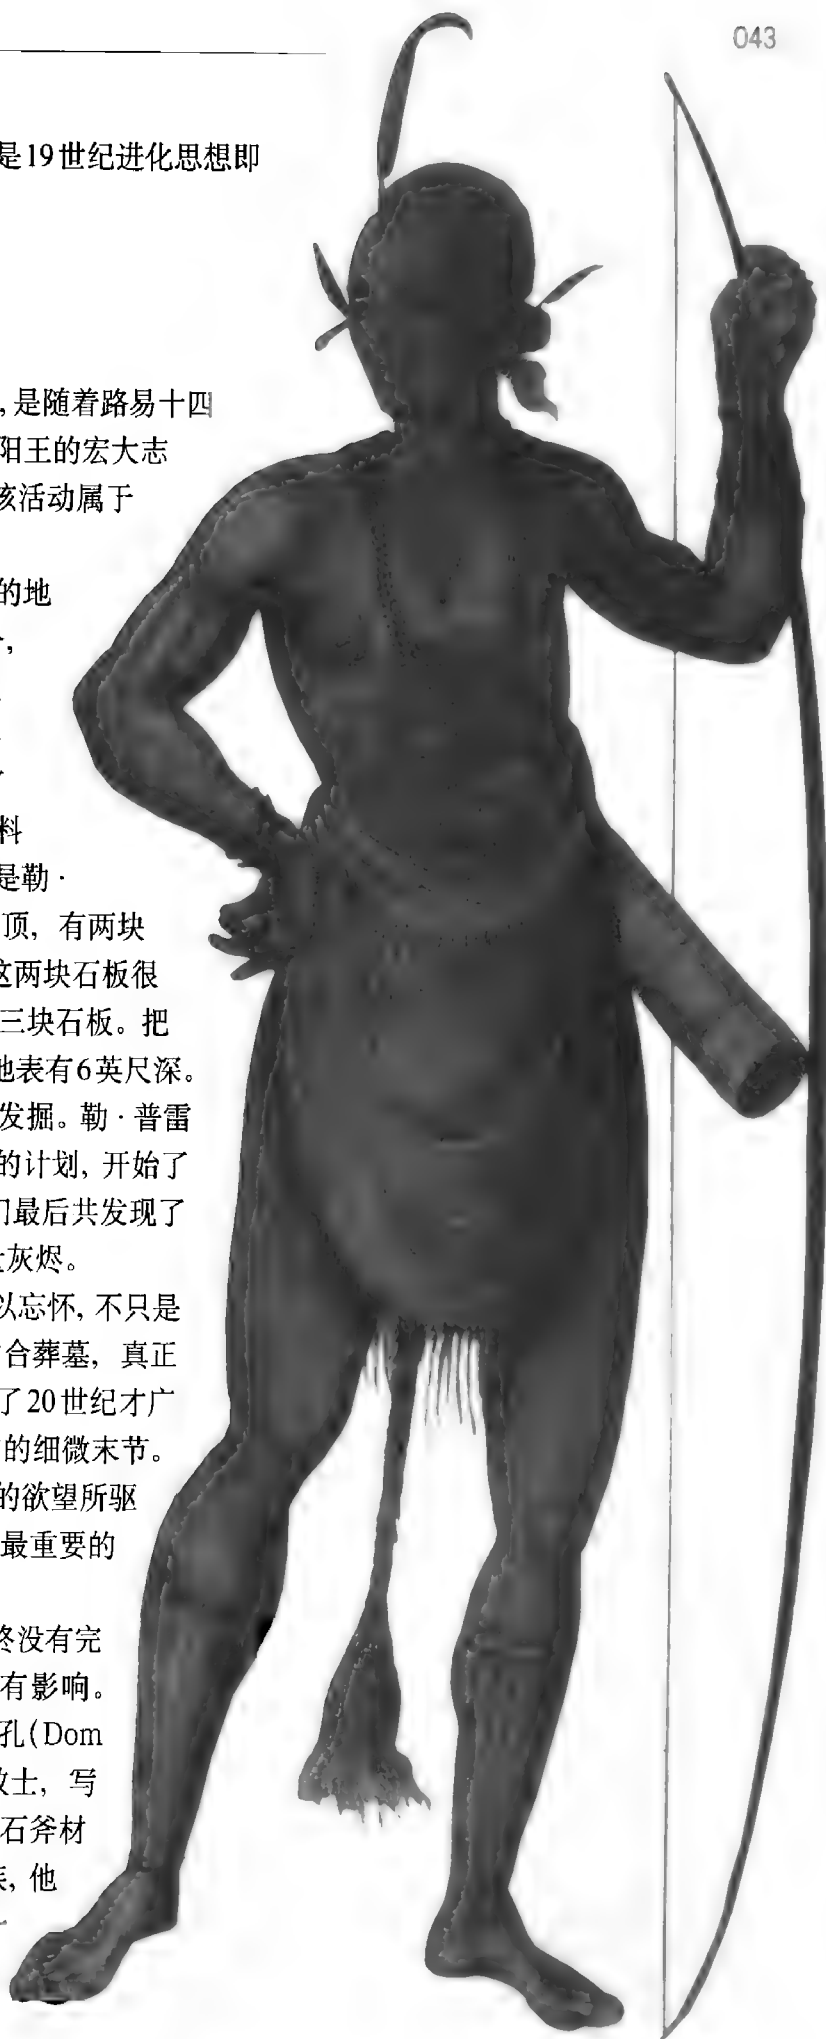 043
是19世纪进化思想即
,是随着路易十四
阳王的宏大志
该活动属于
的地
料
是勒·
顶, 有两块
这两块石板很
三块石板。把
地表有6英尺深。
发掘。勒·普雷
的计划, 开始了
门最后共发现了
灰烬。
以忘怀, 不只是
合葬墓, 真正
了20世纪才广
的细微末节。
的欲望所驱
最重要的
终没有完
有影响。
孔(Dom
教士, 写
石斧材
他